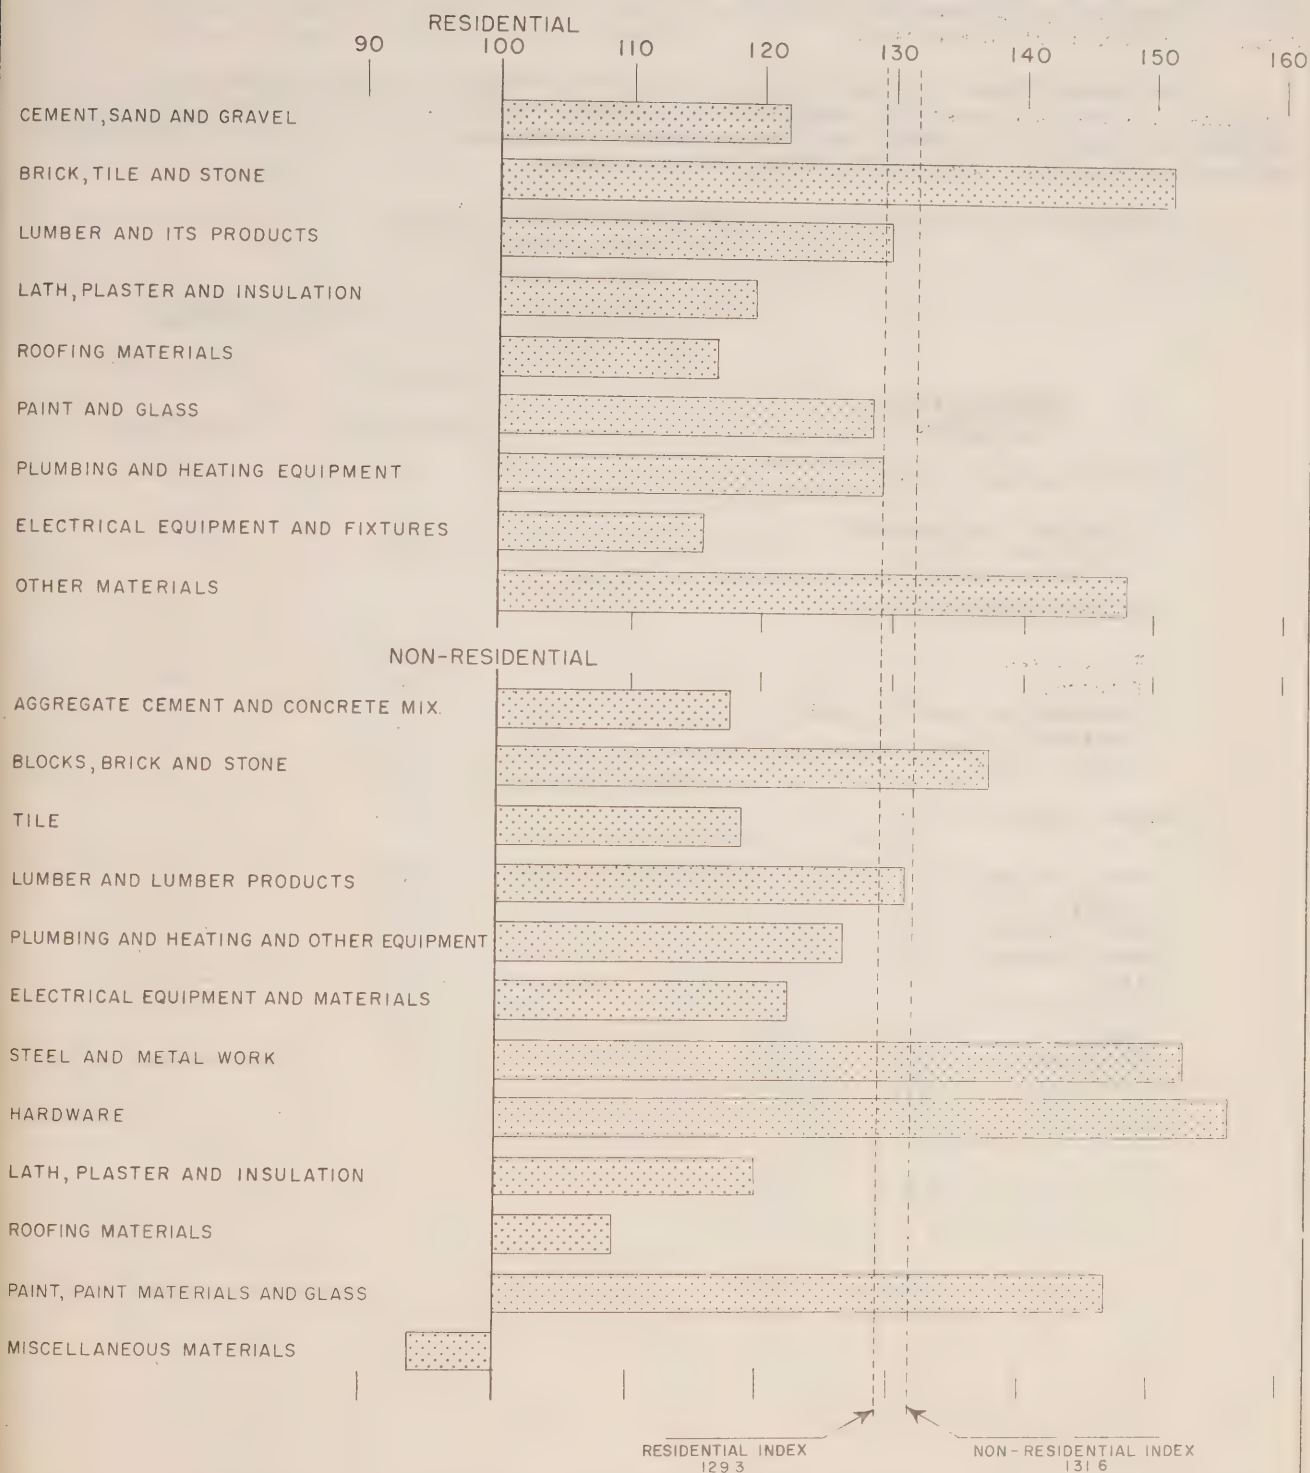 RESIDENTIAL
90 100 110 120 130 140 150 160
CEMENT, SAND AND GRAVEL
BRICK, TILE AND STONE
LUMBER AND ITS PRODUCTS
LATH, PLASTER AND INSULATION
ROOFING MATERIALS
PAINT AND GLASS
PLUMBING AND HEATING EQUIPMENT
ELECTRICAL EQUIPMENT AND FIXTURES
OTHER MATERIALS
NON-RESIDENTIAL
AGGREGATE CEMENT AND CONCRETE MIX.
BLOCKS, BRICK AND STONE
TILE
LUMBER AND LUMBER PRODUCTS
PLUMBING AND HEATING AND OTHER EQUIPMENT
ELECTRICAL EQUIPMENT AND MATERIALS
STEEL AND METAL WORK
HARDWARE
LATH, PLASTER AND INSULATION
ROOFING MATERIALS
PAINT, PAINT MATERIALS AND GLASS
MISCELLANEOUS MATERIALS
RESIDENTIAL INDEX
129 3
NON-RESIDENTIAL INDEX
131 6